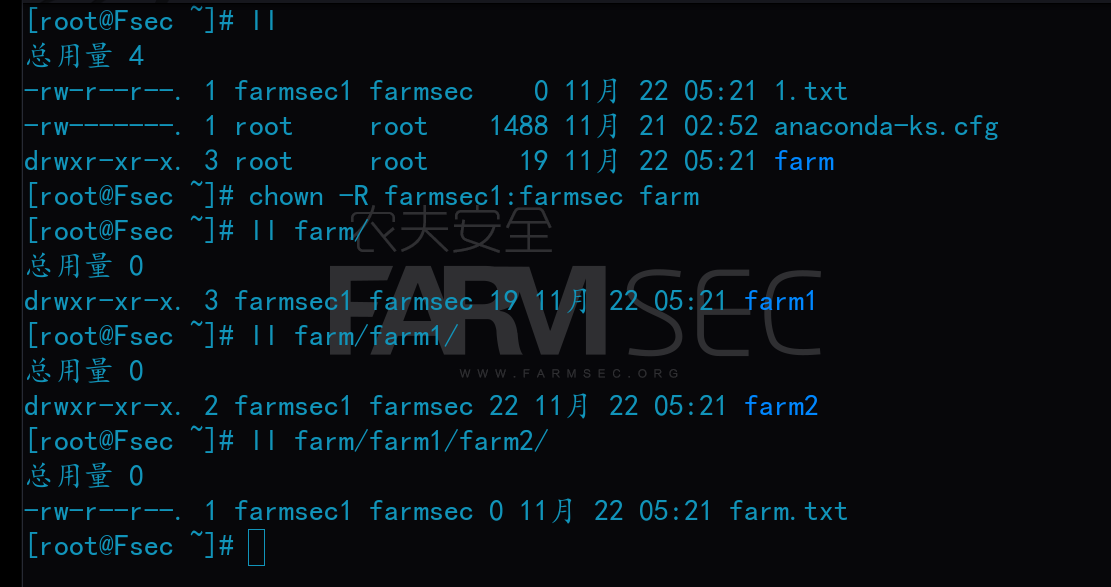 [root@Fsec ~]# ll
总用量 4
-rw-r--r--. 1 farmsec1 farmsec    0 11月 22 05:21 1.txt
-rw-------. 1 root     root    1488 11月 21 02:52 anaconda-ks.cfg
drwxr-xr-x. 3 root     root      19 11月 22 05:21 farm
[root@Fsec ~]# chown -R farmsec1:farmsec farm
[root@Fsec ~]# ll farm/
农夫安全
总用量 0
drwxr-xr-x. 3 farmsec1 farmsec 19 11月 22 05:21 farm1
FARMSEC
[root@Fsec ~]# ll farm/farm1/
总用量 0
WWW.FARMSEC.ORG
drwxr-xr-x. 2 farmsec1 farmsec 22 11月 22 05:21 farm2
[root@Fsec ~]# ll farm/farm1/farm2/
总用量 0
-rw-r--r--. 1 farmsec1 farmsec 0 11月 22 05:21 farm.txt
[root@Fsec ~]#